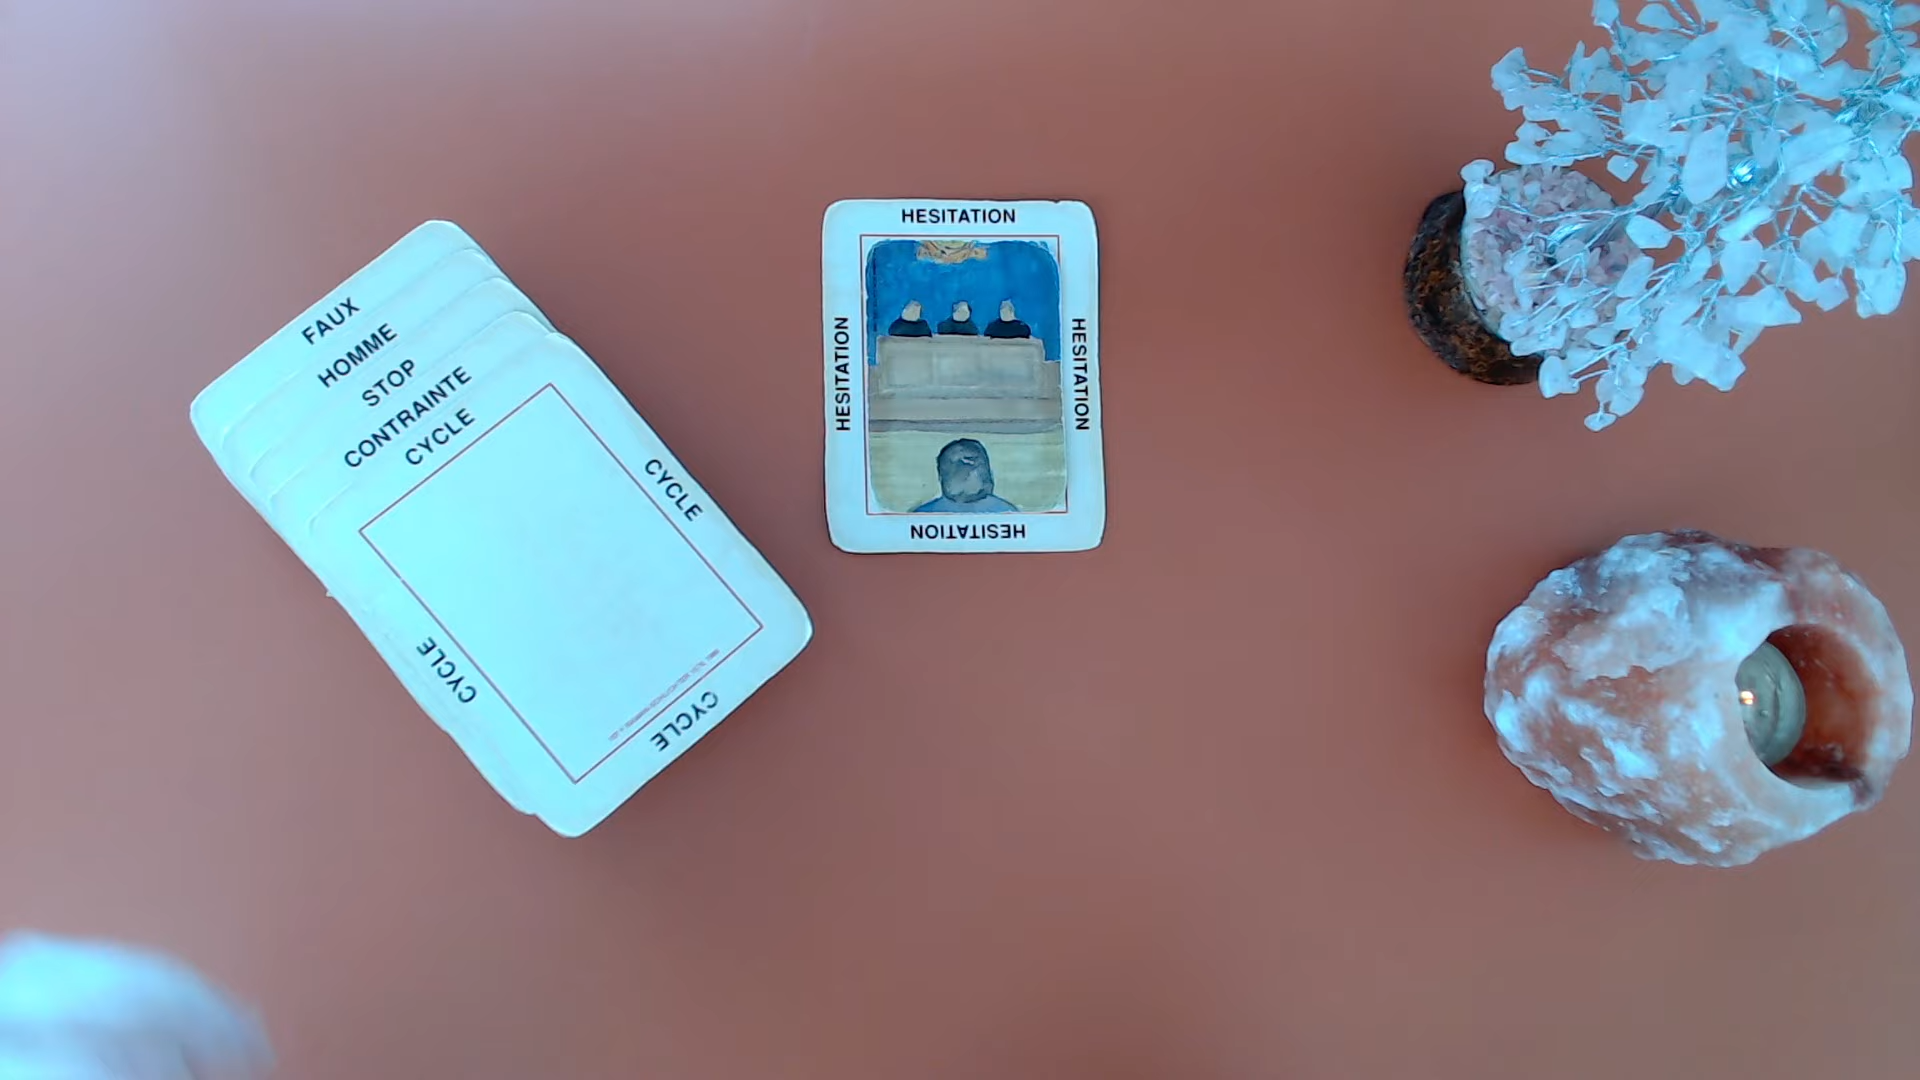 FAUX
HOMME
STOP
CONTRAINTE
CYCLE
CYCLE
CYCLE
CYCLE
HESITATION
HESITATION
HESITATION
HESITATION